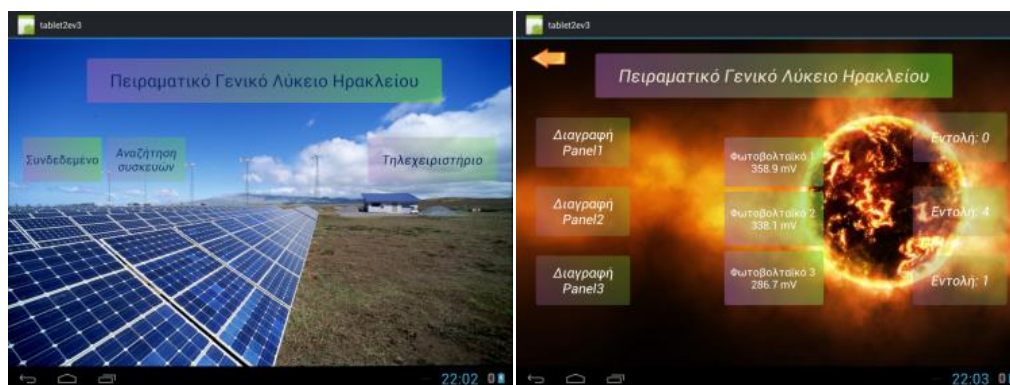 tablet2ev3
Πειραματικό Γενικό Λύκειο Ηρακλείου
Συνδεδεμένο
Αναζήτηση
συσκευών
Τηλεχειριστήριο
22:02
tablet2ev3
Πειραματικό Γενικό Λύκειο Ηρακλείου
Διαγραφή
Panel1
Φωτοβολταϊκό 1
358.9 mV
Εντολή: 0
Διαγραφή
Panel2
Φωτοβολταϊκό 2
338.1 mV
Εντολή: 4
Διαγραφή
Panel3
Φωτοβολταϊκό 3
286.7 mV
Εντολή: 1
22:03